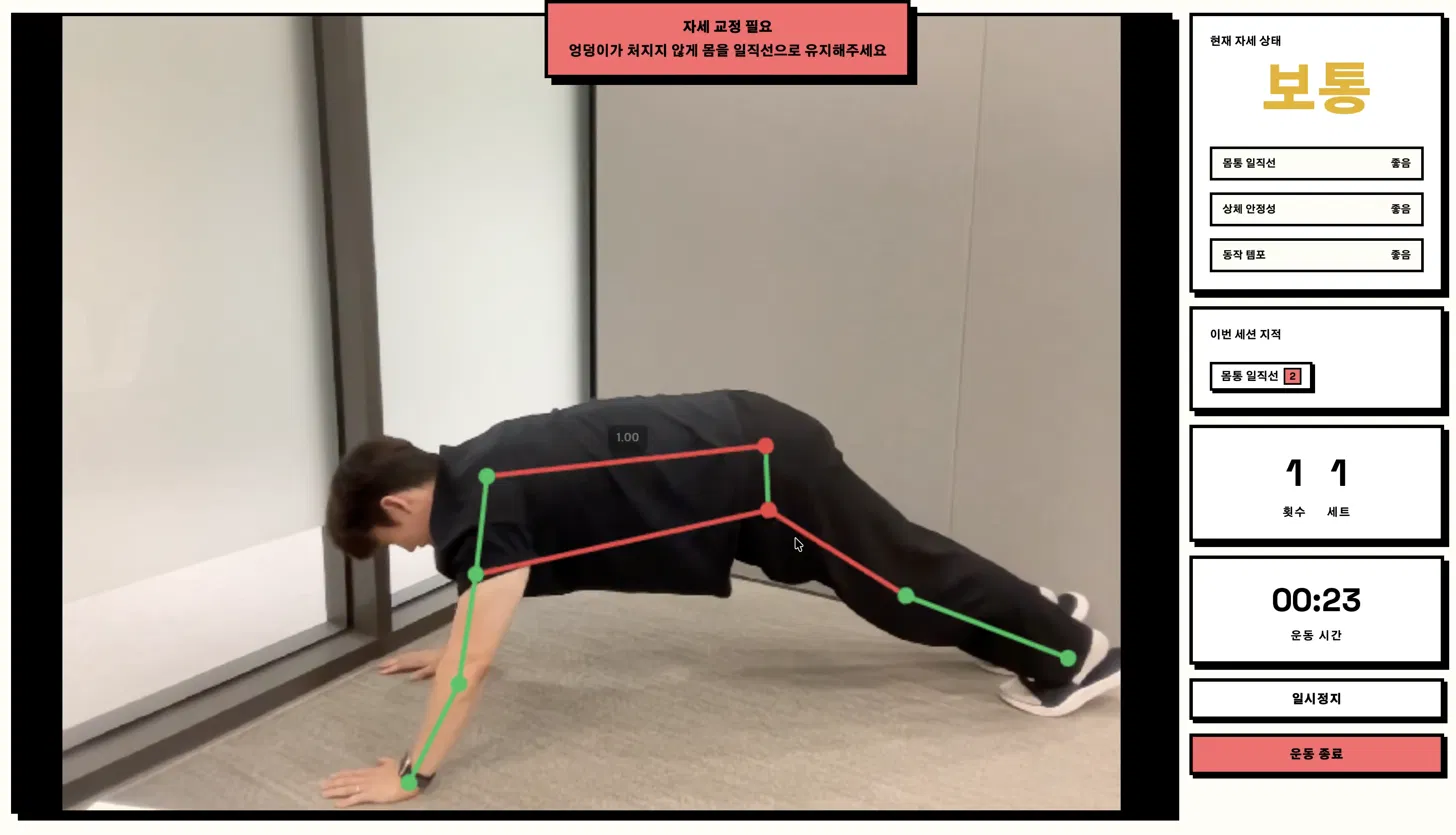 자세 교정 필요
엉덩이가 처지지 않게 몸을 일직선으로 유지해주세요
1.00
현재 자세 상태
보통
몸통 일직선 좋음
상체 안정성 좋음
동작 템포 좋음
이번 세션 지적
몸통 일직선 2
1 1
횟수 세트
00:23
운동 시간
일시정지
운동 종료